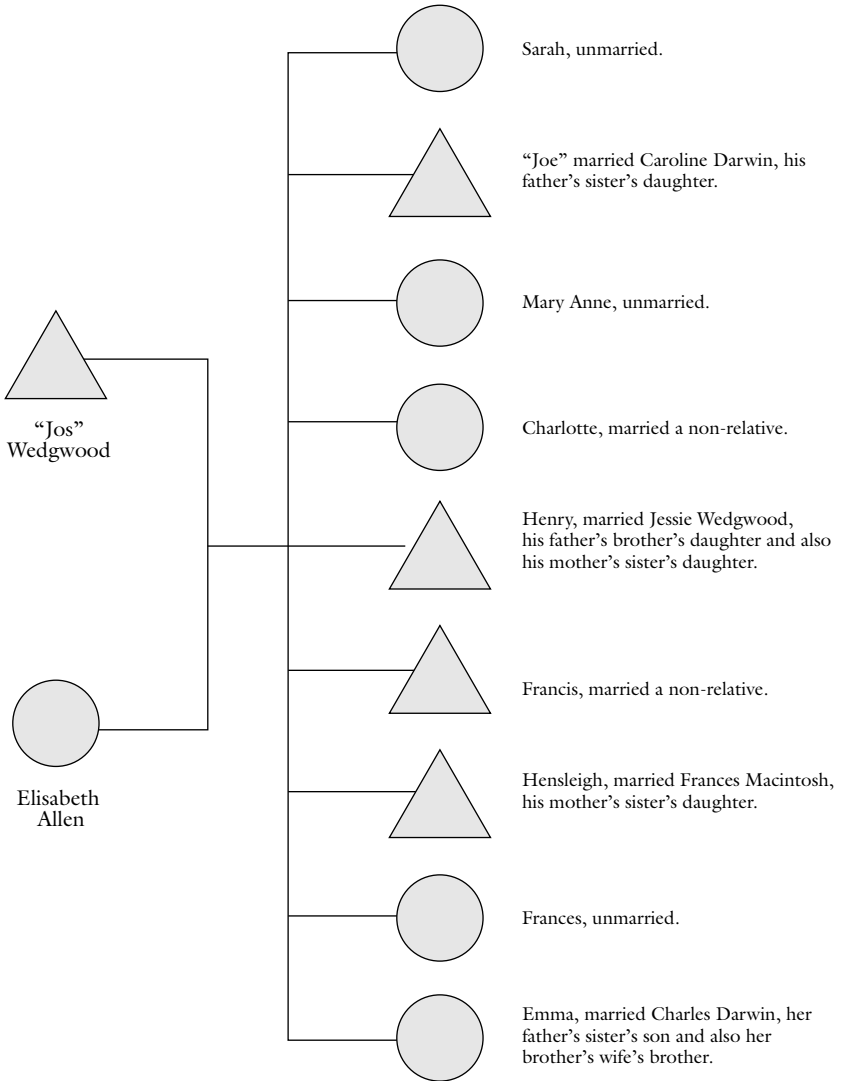 Sarah, unmarried.
“Joe” married Caroline Darwin, his
father’s sister’s daughter.
Mary Anne, unmarried.
“Jos”
Wedgwood
Charlotte, married a non-relative.
Henry, married Jessie Wedgwood,
his father’s brother’s daughter and also
his mother’s sister’s daughter.
Francis, married a non-relative.
Elisabeth
Allen
Hensleigh, married Frances Macintosh,
his mother’s sister’s daughter.
Frances, unmarried.
Emma, married Charles Darwin, her
father’s sister’s son and also her
brother’s wife’s brother.